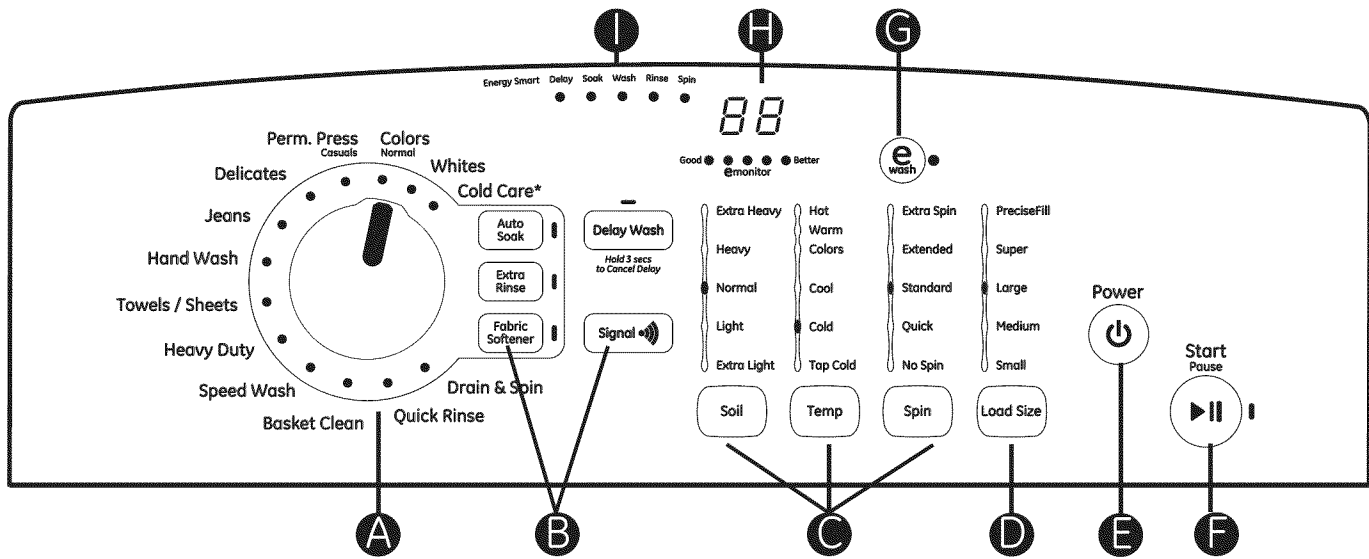 I
H
G
Energy Smart
Delay
Soak
Wash
Rinse
Spin
88
Good
Better
emonitor
e
wash
Perm. Press
Casuals
Colors
Normal
Whites
Cold Care*
Delicates
Jeans
Hand Wash
Towels / Sheets
Heavy Duty
Speed Wash
Basket Clean
Quick Rinse
Drain & Spin
Auto
Soak
Extra
Rinse
Fabric
Softener
Delay Wash
Hold 3 secs
to Cancel Delay
Signal
Extra Heavy
Heavy
Normal
Light
Extra Light
Soil
Hot
Warm
Colors
Cool
Cold
Tap Cold
Temp
Extra Spin
Extended
Standard
Quick
No Spin
Spin
PreciseFill
Super
Large
Medium
Small
Load Size
Power
Start
Pause
A
B
C
D
E
F